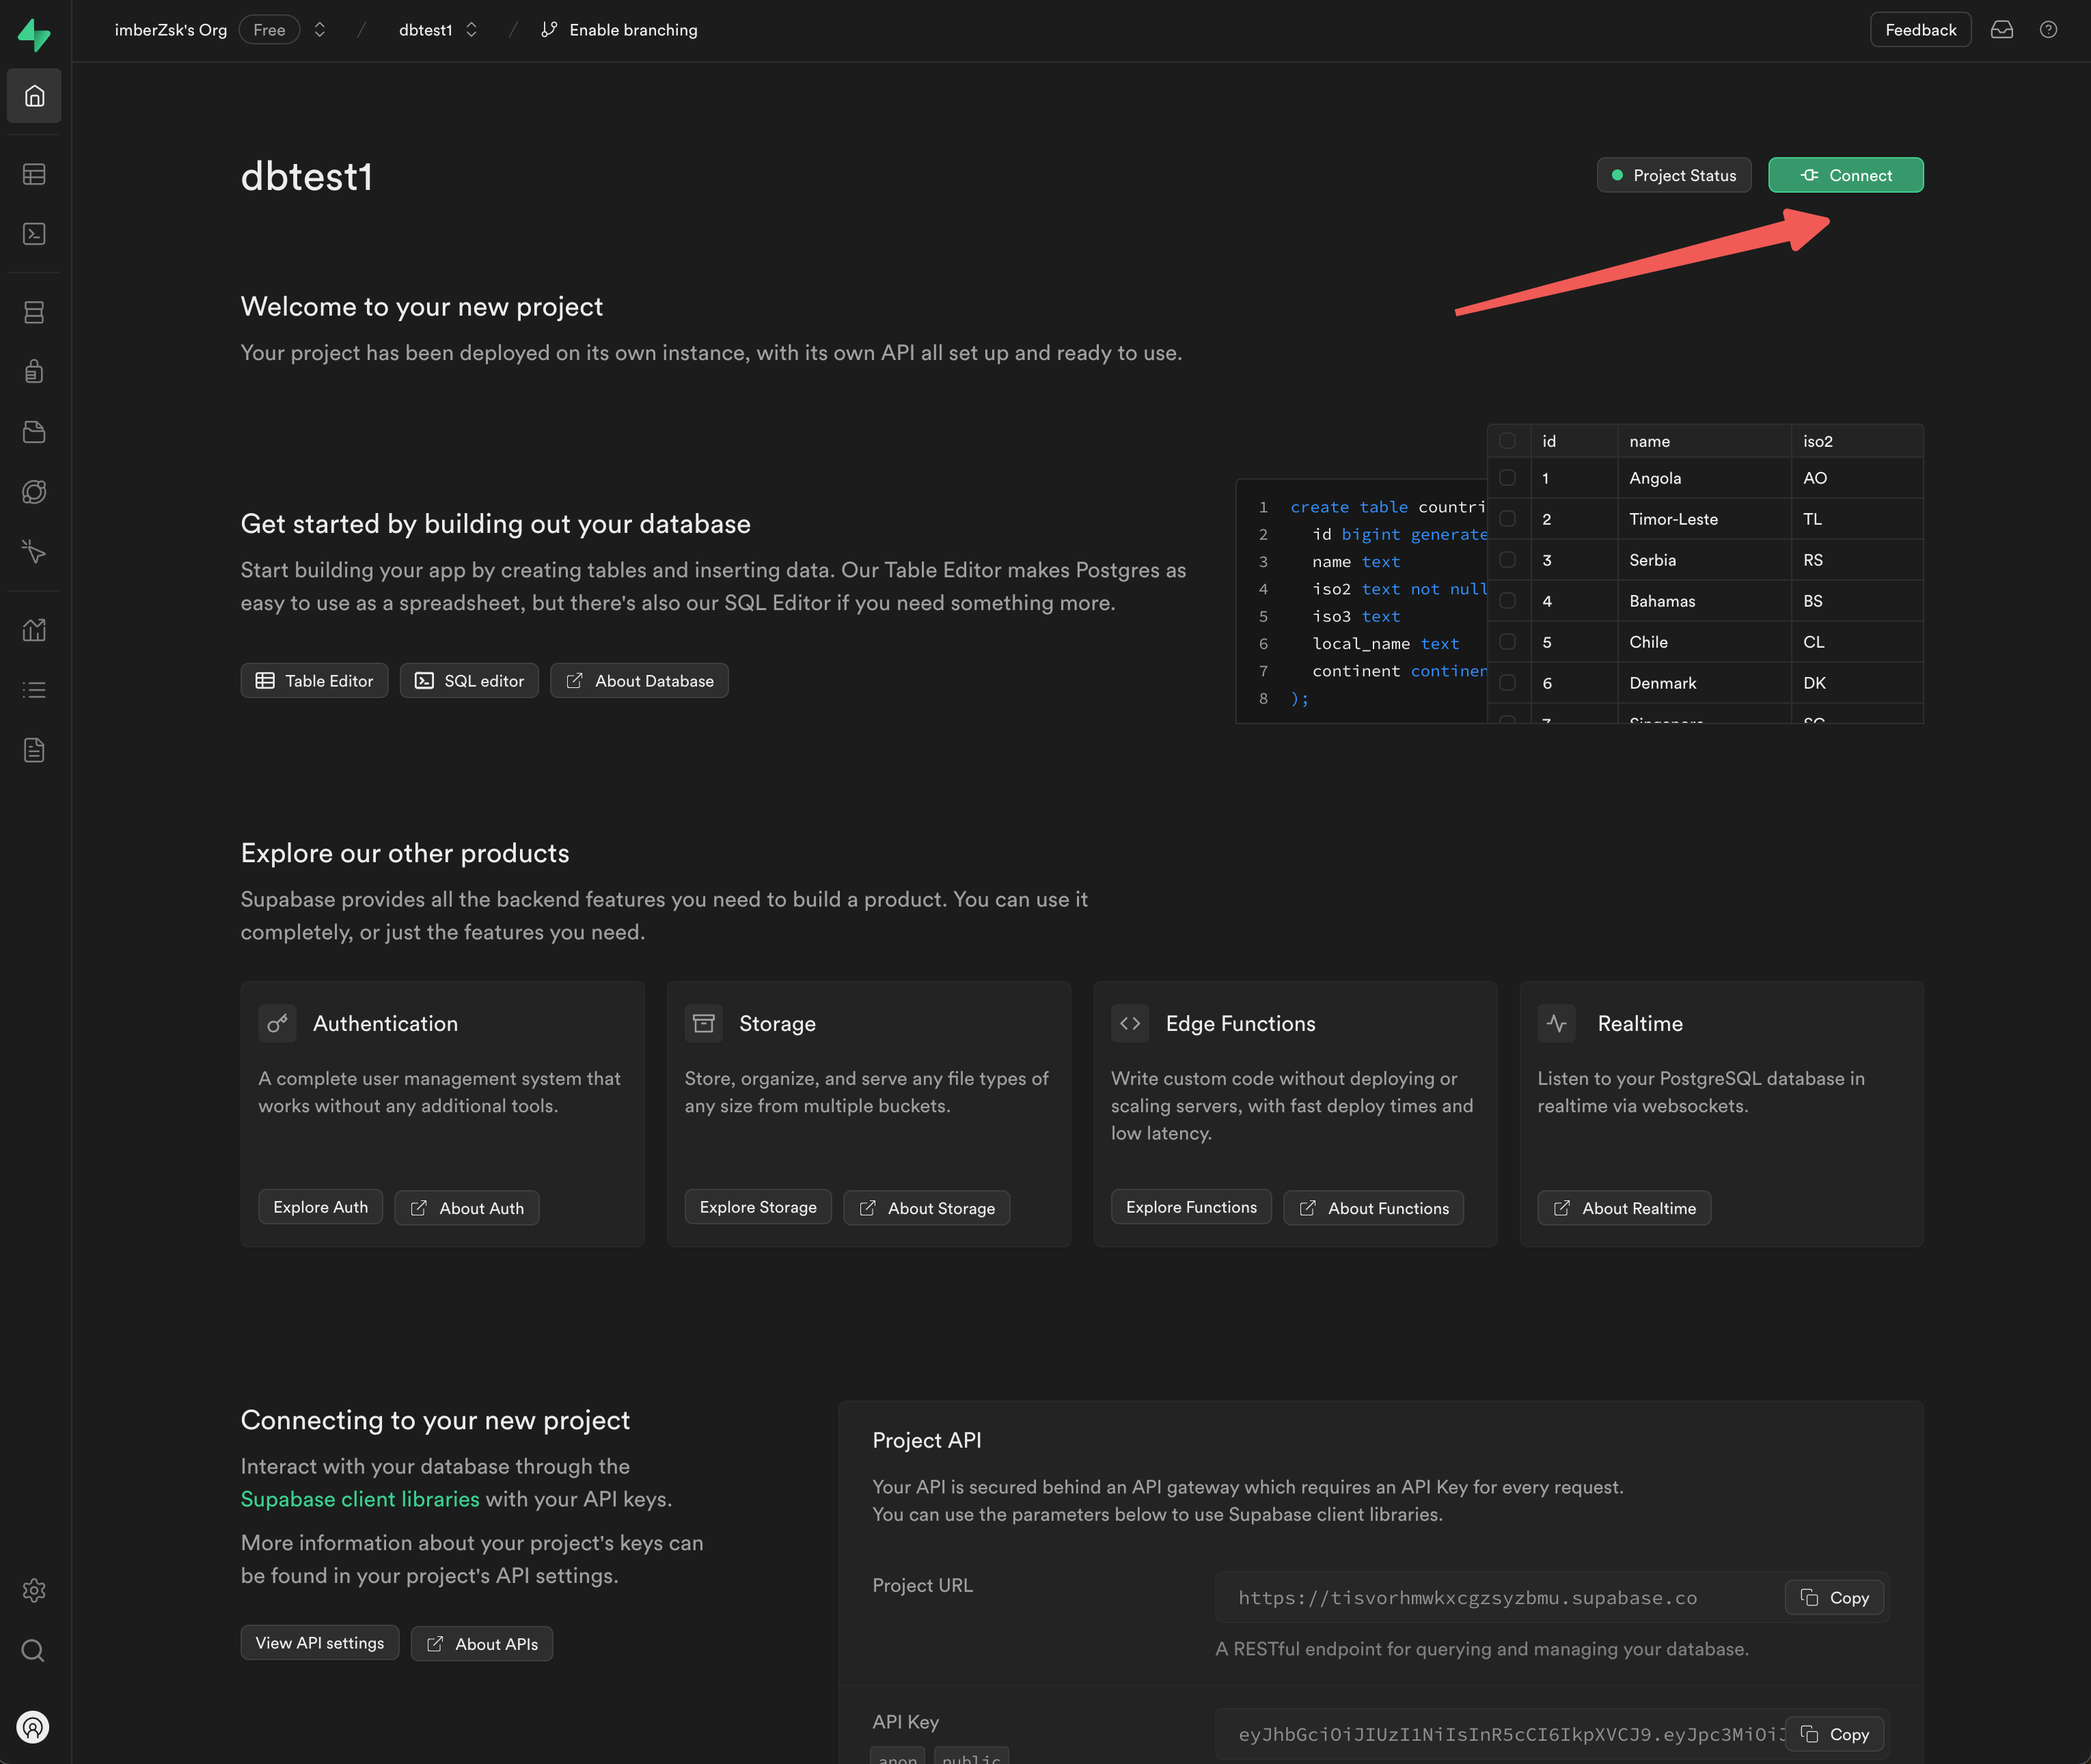 imberZsk's Org Free / dbtest1 / Enable branching
Feedback
dbtest1
Project Status
Connect
Welcome to your new project
Your project has been deployed on its own instance, with its own API all set up and ready to use.
Get started by building out your database
Start building your app by creating tables and inserting data. Our Table Editor makes Postgres as
easy to use as a spreadsheet, but there's also our SQL Editor if you need something more.
Table Editor
SQL editor
About Database
1 create table countri
2 id bigint generate
3 name text
4 iso2 text not null
5 iso3 text
6 local_name text
7 continent continen
8 );
id name iso2
1 Angola AO
2 Timor-Leste TL
3 Serbia RS
4 Bahamas BS
5 Chile CL
6 Denmark DK
Explore our other products
Supabase provides all the backend features you need to build a product. You can use it
completely, or just the features you need.
Authentication
A complete user management system that
works without any additional tools.
Explore Auth
About Auth
Storage
Store, organize, and serve any file types of
any size from multiple buckets.
Explore Storage
About Storage
Edge Functions
Write custom code without deploying or
scaling servers, with fast deploy times and
low latency.
Explore Functions
About Functions
Realtime
Listen to your PostgreSQL database in
realtime via websockets.
About Realtime
Connecting to your new project
Interact with your database through the
Supabase client libraries with your API keys.
More information about your project's keys can
be found in your project's API settings.
View API settings
About APIs
Project API
Your API is secured behind an API gateway which requires an API Key for every request.
You can use the parameters below to use Supabase client libraries.
Project URL
https://tisvorhmwkxcgzsyzbmu.supabase.co
Copy
A RESTful endpoint for querying and managing your database.
API Key
eyJhbGciOiJIUzI1NiIsInR5cCI6IkpXVCJ9.eyJpc3MiOiJ
Copy
anon public